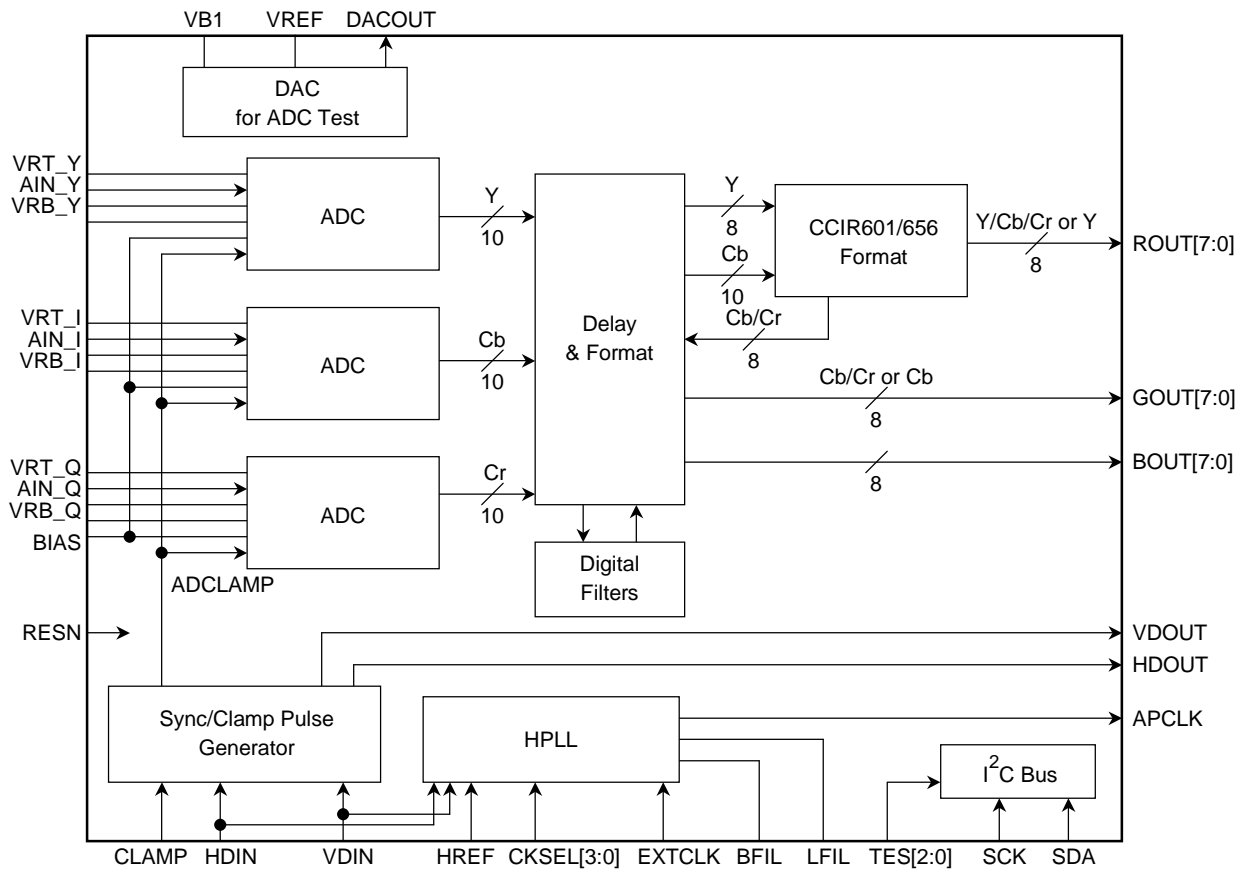 VB1 VREF DACOUT
DAC
for ADC Test
VRT_Y
AIN_Y
VRB_Y
ADC
Y
10
Delay
& Format
Y
8
Cb
10
CCIR601/656
Format
Y/Cb/Cr or Y
8
ROUT[7:0]
Cb/Cr
8
VRT_I
AIN_I
VRB_I
ADC
Cb
10
Cb/Cr or Cb
8
GOUT[7:0]
8
BOUT[7:0]
VRT_Q
AIN_Q
VRB_Q
BIAS
ADC
Cr
10
Digital
Filters
ADCLAMP
RESN
VDOUT
HDOUT
Sync/Clamp Pulse
Generator
HPLL
APCLK
I2C Bus
CLAMP HDIN VDIN HREF CKSEL[3:0] EXTCLK BFIL LFIL TES[2:0] SCK SDA